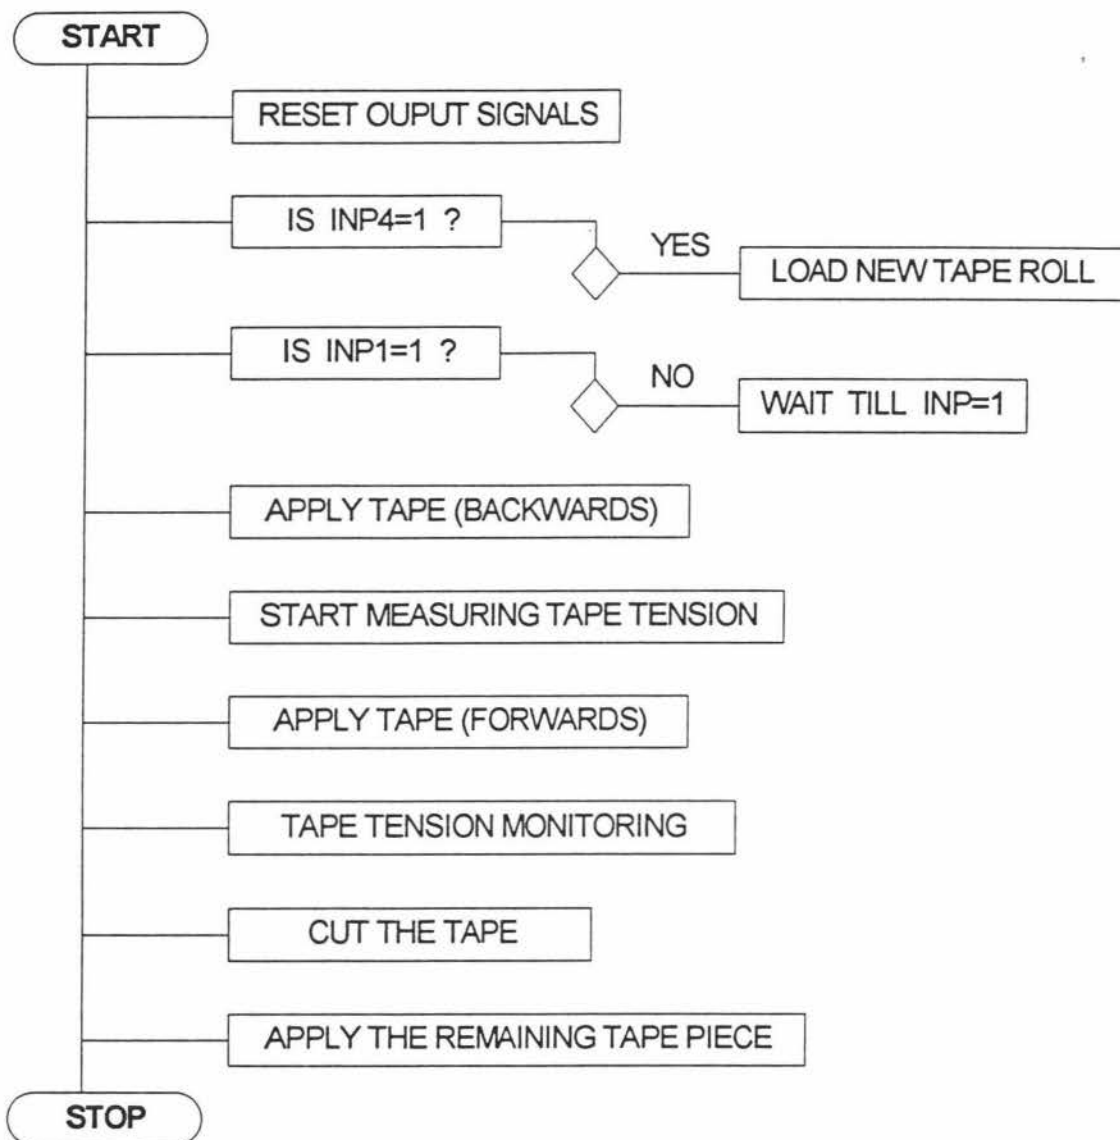 START
RESET OUPUT SIGNALS
IS INP4=1 ?
YES
LOAD NEW TAPE ROLL
IS INP1=1 ?
NO
WAIT TILL INP=1
APPLY TAPE (BACKWARDS)
START MEASURING TAPE TENSION
APPLY TAPE (FORWARDS)
TAPE TENSION MONITORING
CUT THE TAPE
APPLY THE REMAINING TAPE PIECE
STOP